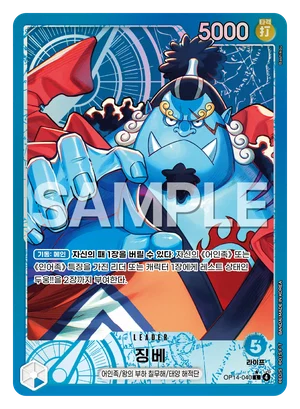 5000
타격
打
SAMPLE
기동: 메인 자신의 패 1장을 버릴 수 있다: 자신의 《어인족》 또는
《인어족》 특징을 가진 리더 또는 캐릭터 1장에게 레스트 상태인
두웅!!을 2장까지 부여한다.
LEADER
징베
어인족/왕의 부하 칠무해/태양 해적단
5
라이프
OP14-040 L